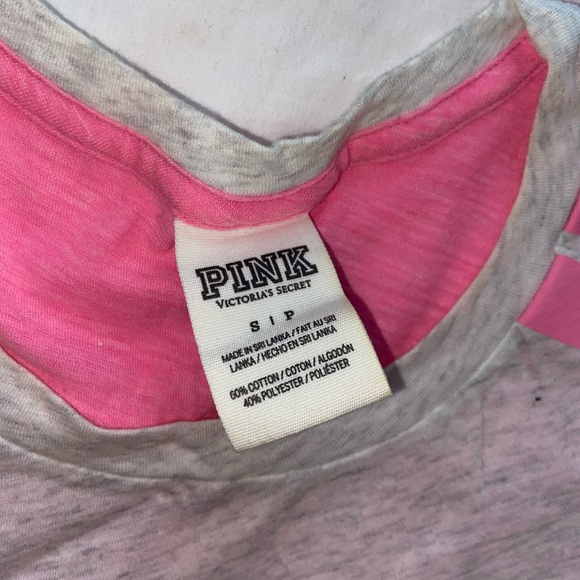 PINK
VICTORIA'S SECRET
S | P
MADE IN SRI LANKA / FAIT AU SRI
LANKA / HECHO EN SRI LANKA
60% COTTON / COTON / ALGODÓN
40% POLYESTER / POLIÉSTER